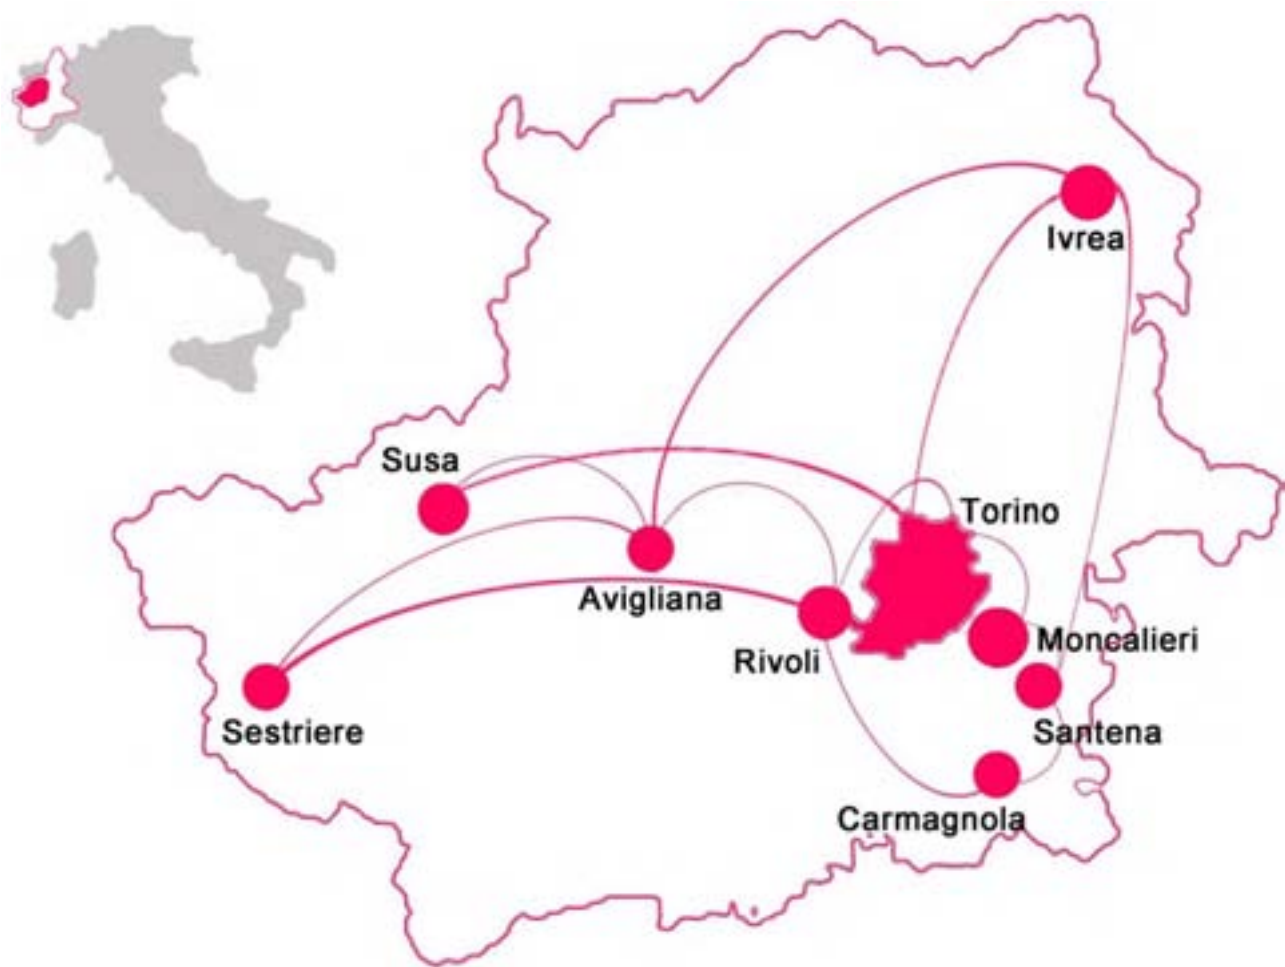 Ivrea
Susa
Torino
Avigliana
Moncalieri
Rivoli
Sestriere
Santena
Carmagnola